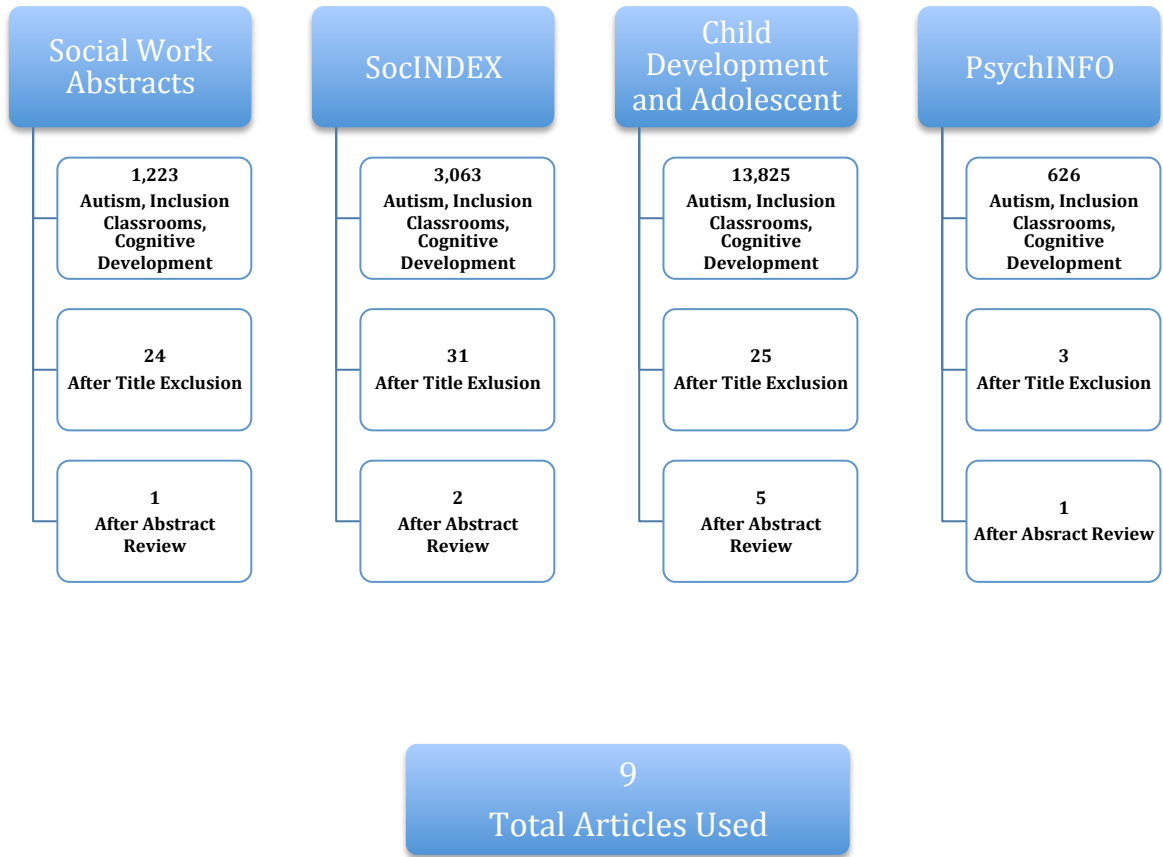 Social Work
Abstracts
1,223
Autism, Inclusion
Classrooms,
Cognitive
Development
24
After Title Exclusion
1
After Abstract
Review
SocINDEX
3,063
Autism, Inclusion
Classrooms,
Cognitive
Development
31
After Title Exlusion
2
After Abstract
Review
Child
Development
and Adolescent
13,825
Autism, Inclusion
Classrooms,
Cognitive
Development
25
After Title Exclusion
5
After Abstract
Review
PsychINFO
626
Autism, Inclusion
Classrooms,
Cognitive
Development
3
After Title Exclusion
1
After Absract Review
9
Total Articles Used